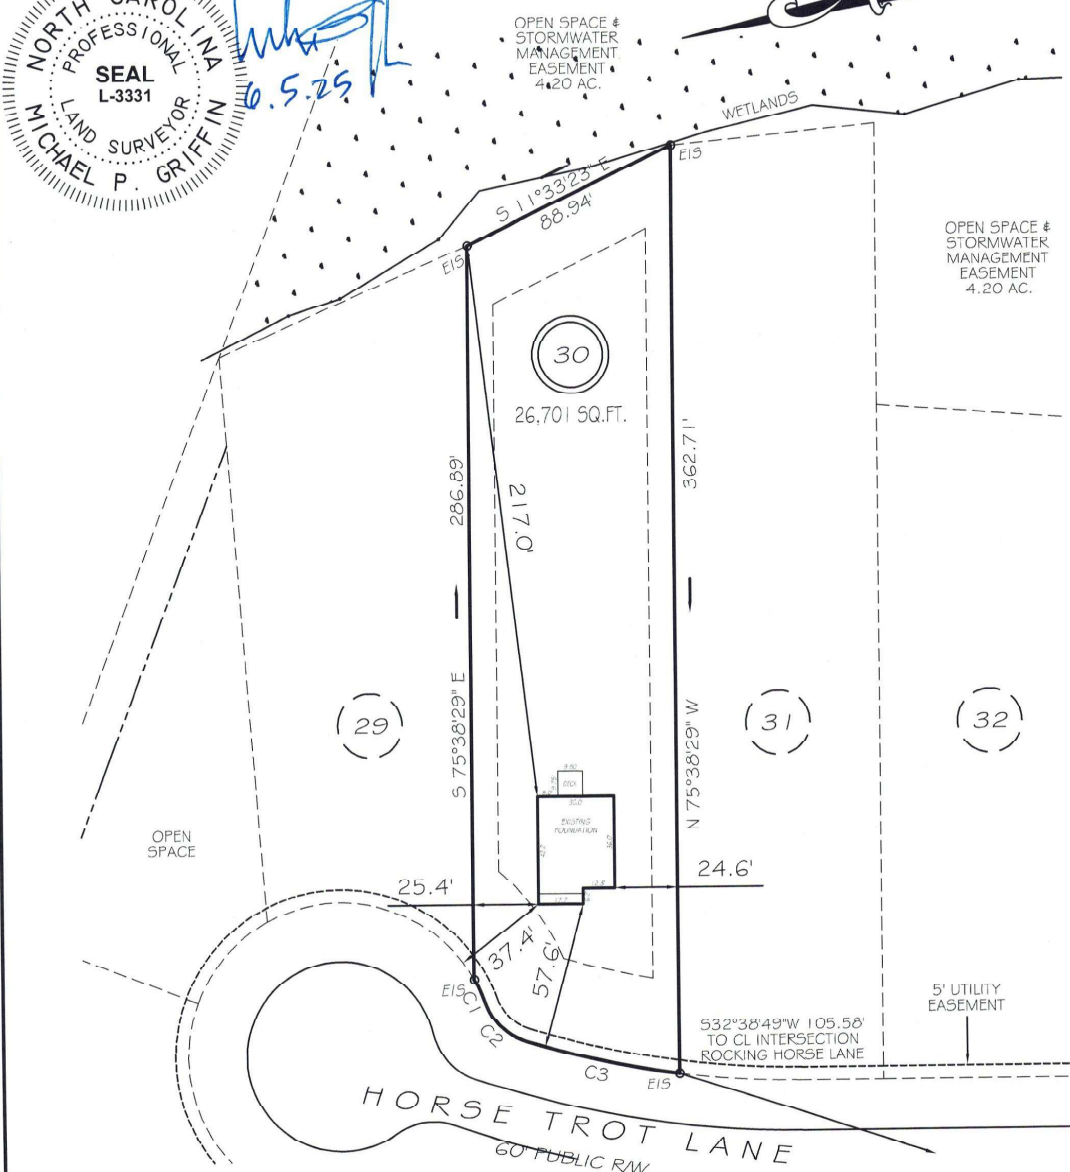 NORTH CAROLINA
PROFESSIONAL
SEAL
L-3331
LAND SURVEYOR
MICHAEL P. GRIFFIN
6.5.25
OPEN SPACE &
STORMWATER
MANAGEMENT
EASEMENT
4.20 AC.
WETLANDS
EIS
S 11°33'23" E
88.94'
EIS
OPEN SPACE &
STORMWATER
MANAGEMENT
EASEMENT
4.20 AC.
30
26,701 SQ.FT.
286.89'
217.0'
362.71'
S 75°38'29" E
N 75°38'29" W
29
31
32
OPEN
SPACE
DECK
30.0
EXISTING
FOUNDATION
25.4'
24.6'
37.4'
57.6'
EIS
C1
C2
C3
EIS
S32°38'49"W 105.58'
TO CL INTERSECTION
ROCKING HORSE LANE
5' UTILITY
EASEMENT
HORSE TROT LANE
60' PUBLIC R/W